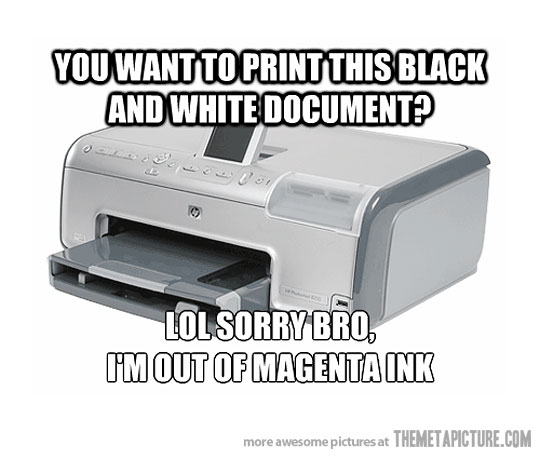 YOU WANT TO PRINT THIS BLACK
AND WHITE DOCUMENT?
hp
LOL SORRY BRO,
I'M OUT OF MAGENTA INK
more awesome pictures at THEMETAPICTURE.COM